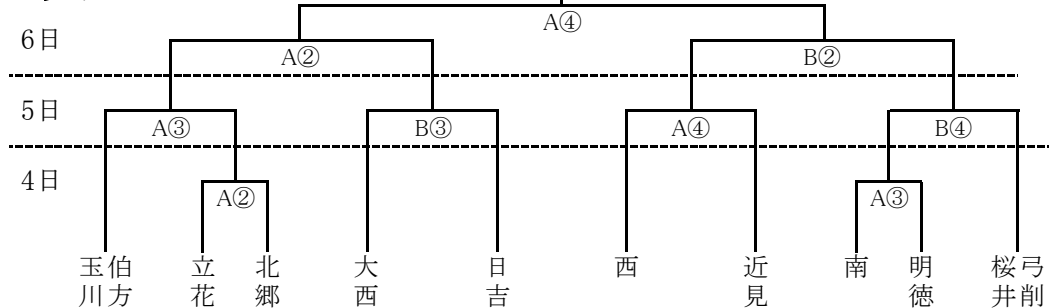 A④
6日
A② B②
5日
A③ B③ A④ B④
4日
A② A③
玉川 伯方 立花 北郷 大西 日吉 西 近見 南 明徳 桜井 弓削